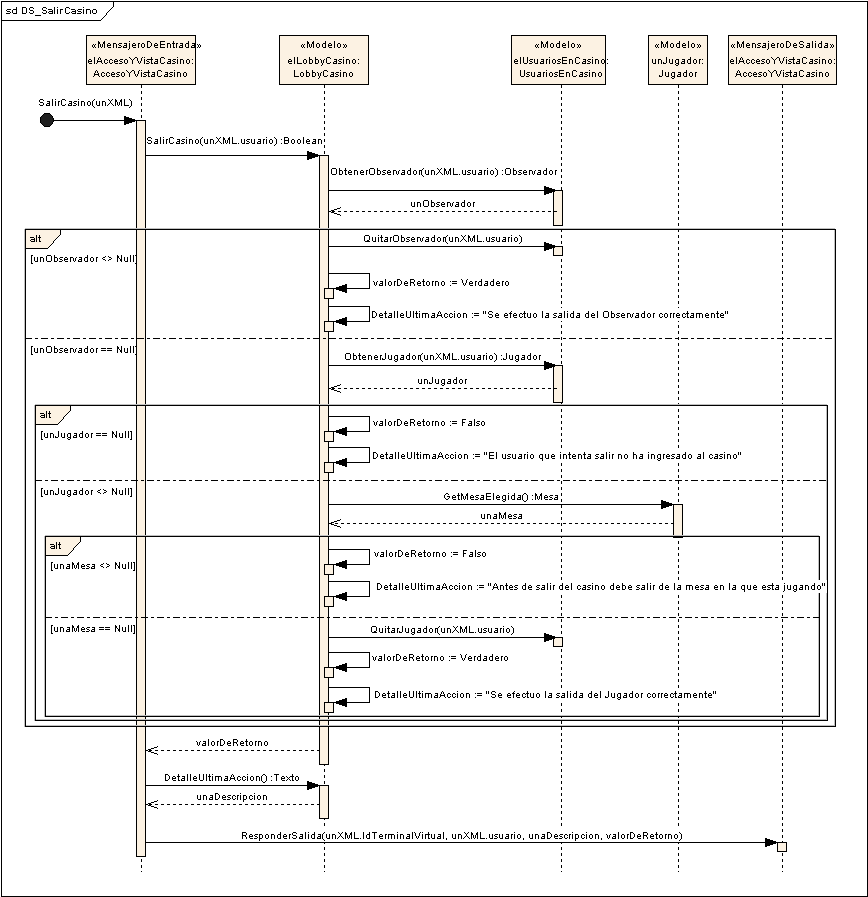 sd DS_SalirCasino
«MensajeroDeEntrada»
elAccesoYVistaCasino:
AccesoYVistaCasino
«Modelo»
elLobbyCasino:
LobbyCasino
«Modelo»
elUsuariosEnCasino:
UsuariosEnCasino
«Modelo»
unJugador:
Jugador
«MensajeroDeSalida»
elAccesoYVistaCasino:
AccesoYVistaCasino
SalirCasino(unXML)
SalirCasino(unXML.usuario) :Boolean
ObtenerObservador(unXML.usuario) :Observador
unObservador
alt
QuitarObservador(unXML.usuario)
[unObservador <> Null]
valorDeRetorno := Verdadero
DetalleUltimaAccion := "Se efectuo la salida del Observador correctamente"
[unObservador == Null]
ObtenerJugador(unXML.usuario) :Jugador
unJugador
alt
valorDeRetorno := Falso
[unJugador == Null]
DetalleUltimaAccion := "El usuario que intenta salir no ha ingresado al casino"
[unJugador <> Null]
GetMesaElegida() :Mesa
unaMesa
alt
valorDeRetorno := Falso
[unaMesa <> Null]
DetalleUltimaAccion := "Antes de salir del casino debe salir de la mesa en la que esta jugando"
[unaMesa == Null]
QuitarJugador(unXML.usuario)
valorDeRetorno := Verdadero
DetalleUltimaAccion := "Se efectuo la salida del Jugador correctamente"
valorDeRetorno
DetalleUltimaAccion() :Texto
unaDescripcion
ResponderSalida(unXML.IdTerminalVirtual, unXML.usuario, unaDescripcion, valorDeRetorno)